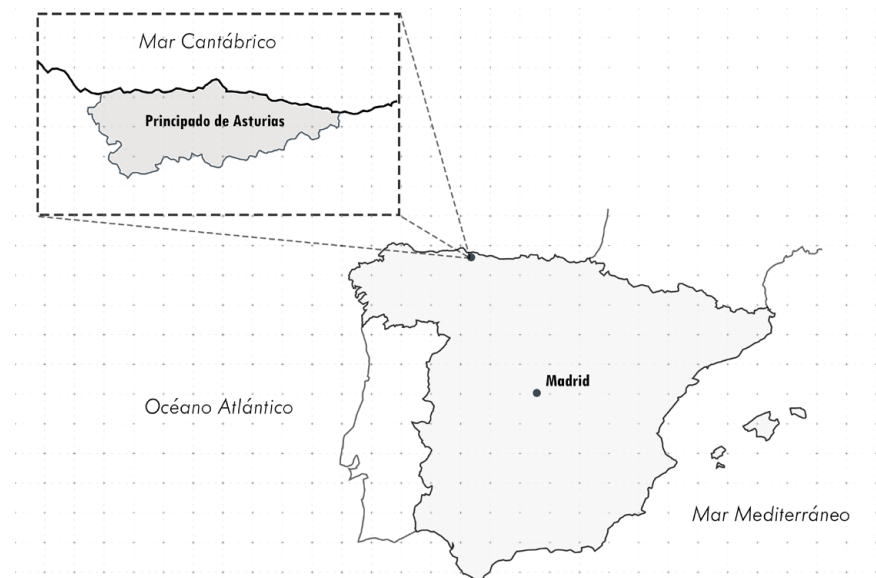 Mar Cantábrico
Principado de Asturias
Madrid
Océano Atlántico
Mar Mediterráneo